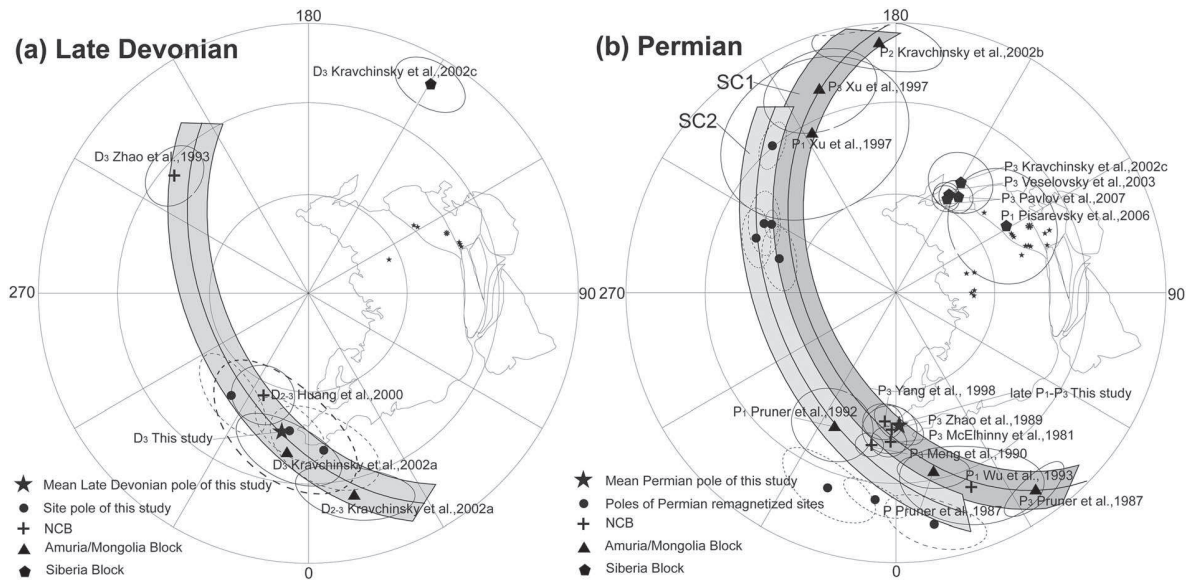 180
(a) Late Devonian
D3 Kravchinsky et al.,2002c
D3 Zhao et al.,1993
270
90
D2-3 Huang et al.,2000
D3 This study
D3 Kravchinsky et al.,2002a
D2-3 Kravchinsky et al.,2002a
0
Mean Late Devonian pole of this study
Site pole of this study
NCB
Amuria/Mongolia Block
Siberia Block
180
(b) Permian
P2 Kravchinsky et al.,2002b
SC1
P3 Xu et al.,1997
SC2
P1 Xu et al.,1997
P3 Kravchinsky et al.,2002c
P3 Veselovsky et al.,2003
P3 Pavlov et al.,2007
P1 Pisarevsky et al.,2006
270
90
P3 Yang et al., 1998
late P1-P3 This study
P1 Pruner et al.,1992
P3 Zhao et al.,1989
P3 McElhinny et al.,1981
P3 Meng et al.,1990
P1 Wu et al.,1993
P3 Pruner et al.,1987
P Pruner et al.,1987
0
Mean Permian pole of this study
Poles of Permian remagnetized sites
NCB
Amuria/Mongolia Block
Siberia Block